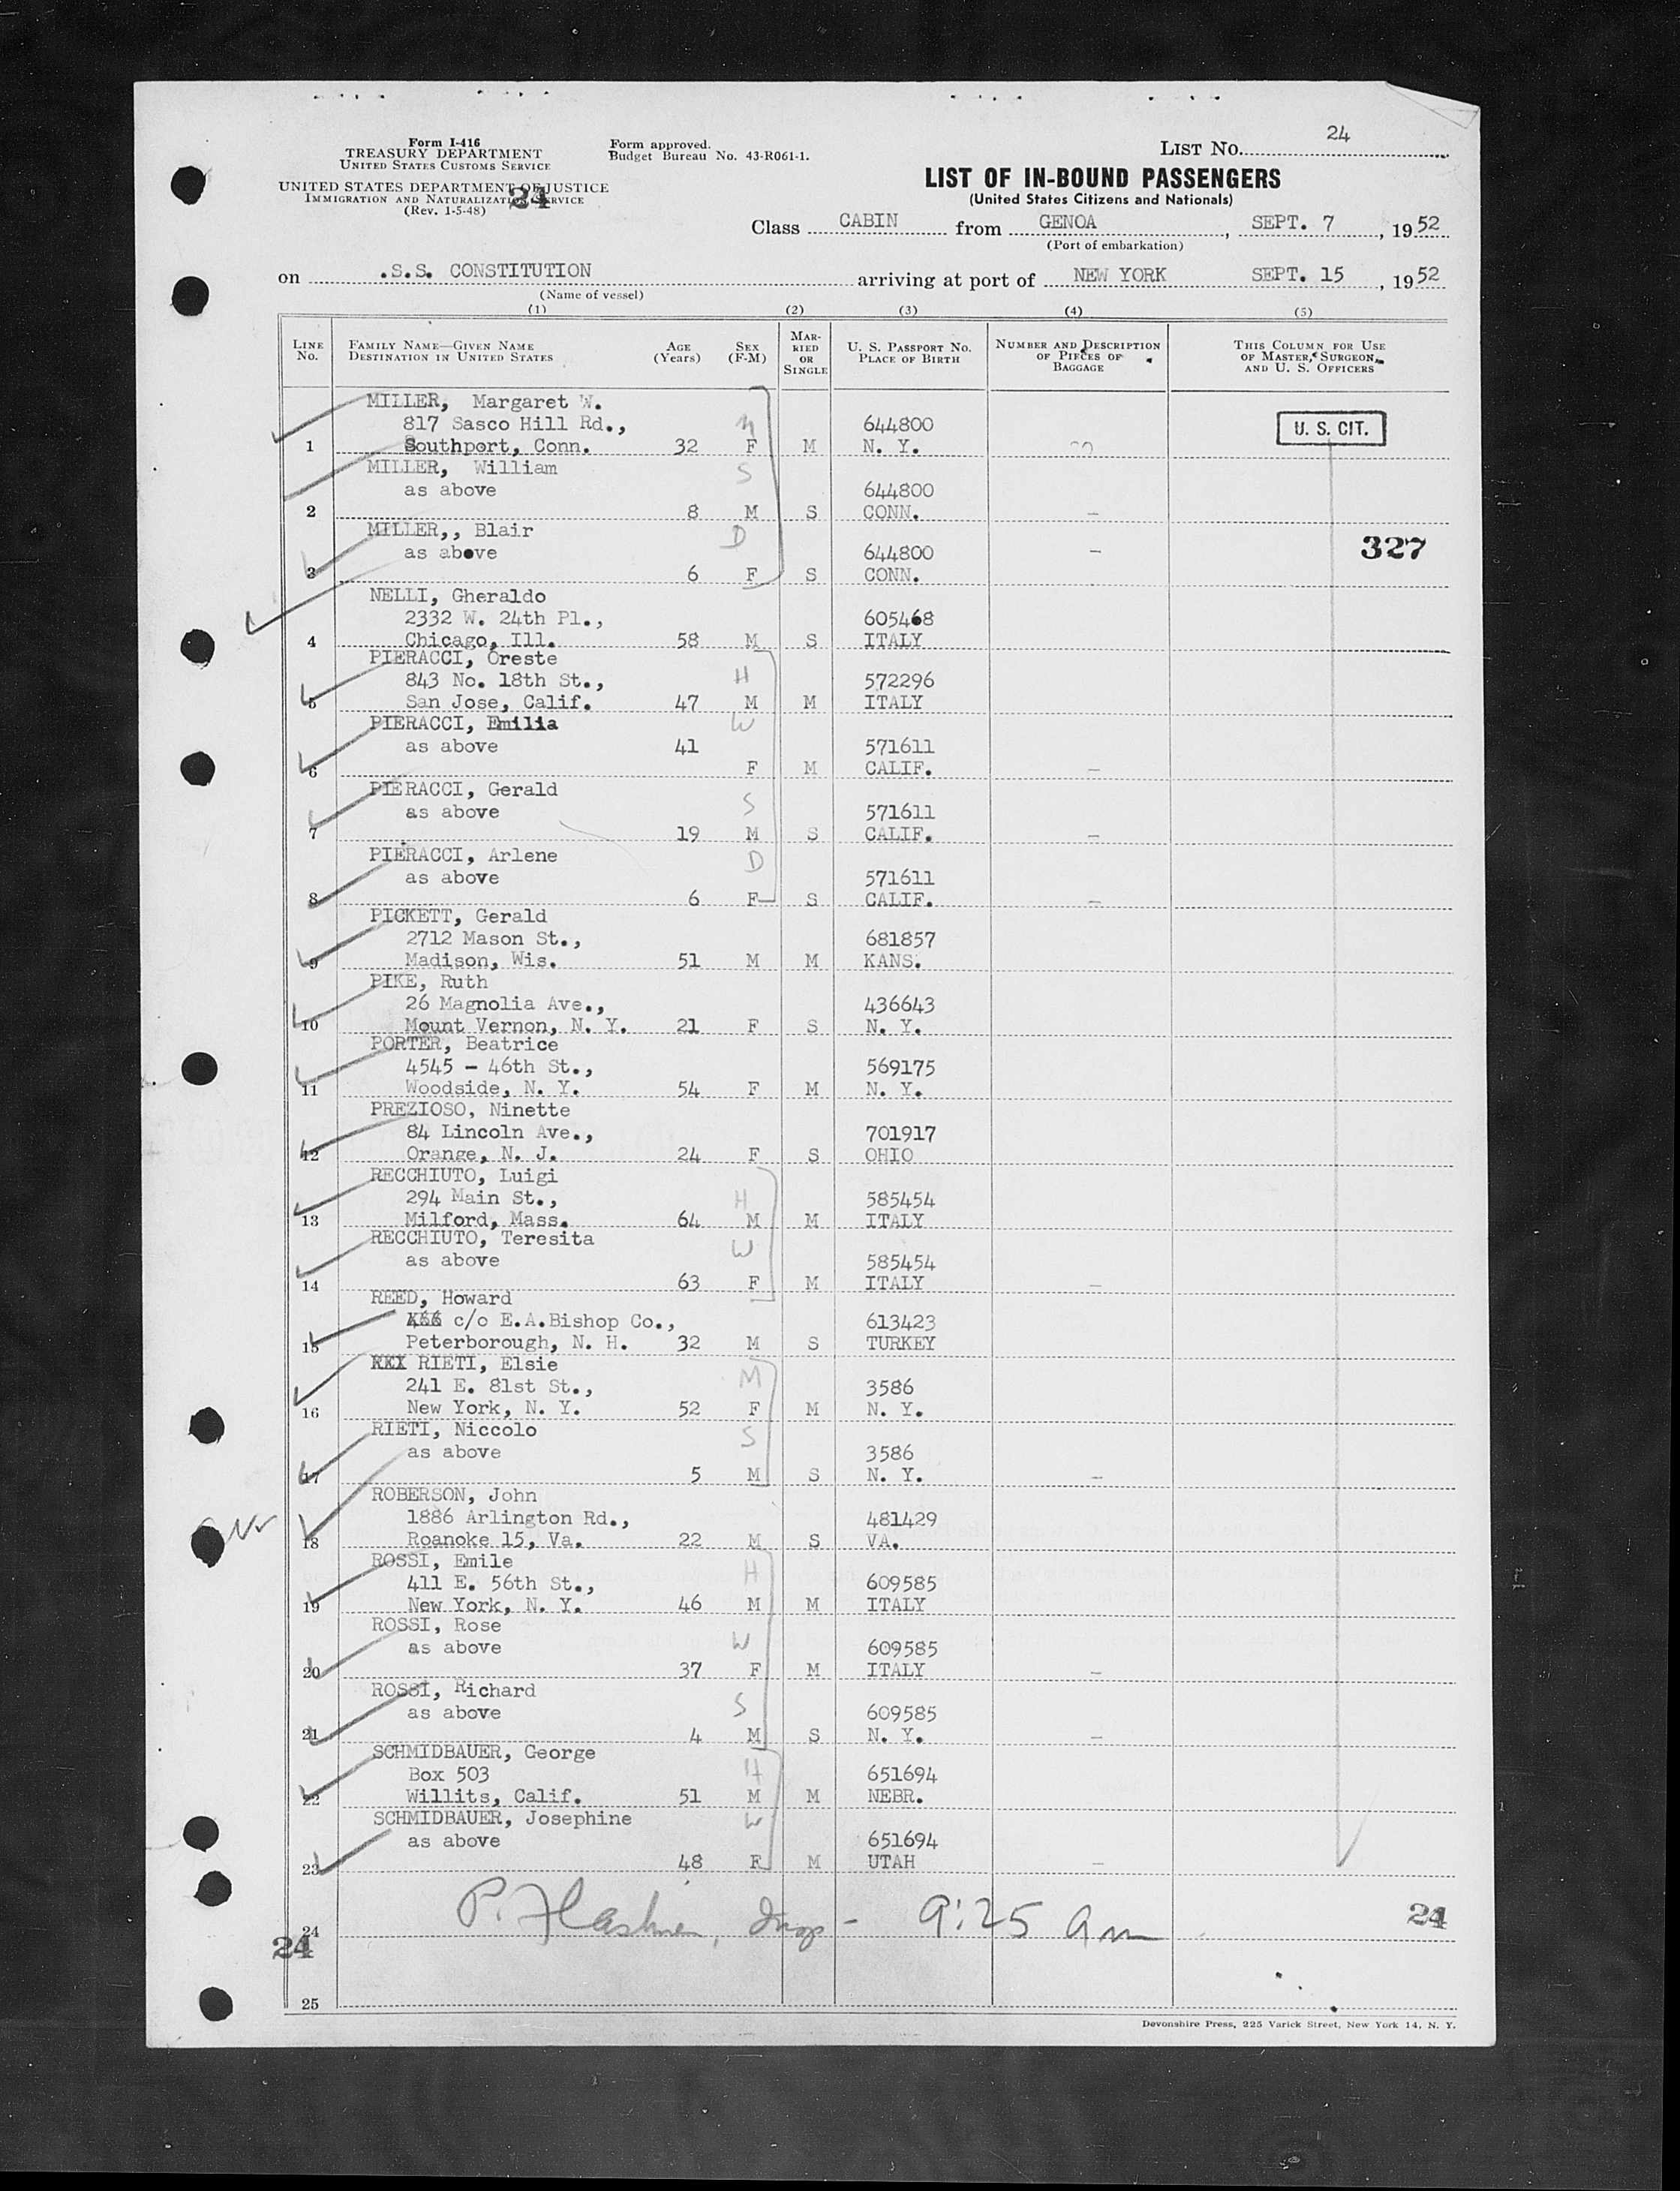 Form I-416
TREASURY DEPARTMENT
UNITED STATES CUSTOMS SERVICE
UNITED STATES DEPARTMENT OF JUSTICE
IMMIGRATION AND NATURALIZATION SERVICE
(Rev. 1-5-48)
24
Form approved.
Budget Bureau No. 43-R061-1.
LIST NO. 24
LIST OF IN-BOUND PASSENGERS
(United States Citizens and Nationals)
Class CABIN from GENOA, SEPT. 7, 1952
(Port of embarkation)
on .S.S. CONSTITUTION arriving at port of NEW YORK SEPT. 15, 1952
(Name of vessel)
(1) (2) (3) (4) (5)
LINE NO. FAMILY NAME—GIVEN NAME DESTINATION IN UNITED STATES AGE (Years) SEX (F-M) MARRIED OR SINGLE U. S. PASSPORT NO. PLACE OF BIRTH NUMBER AND DESCRIPTION OF PIECES OF BAGGAGE THIS COLUMN FOR USE OF MASTER, SURGEON, AND U. S. OFFICERS
MILLER, Margaret W.
817 Sasco Hill Rd., M 644800 U. S. CIT.
1 Southport, Conn. 32 F M N. Y.
MILLER, William S
as above 644800
2 8 M S CONN. -
MILLER,, Blair D
as above 644800 - 327
3 6 F S CONN.
NELLI, Gheraldo
2332 W. 24th Pl., 605468
4 Chicago, Ill. 58 M S ITALY
PIERACCI, Oreste
843 No. 18th St., H 572296
5 San Jose, Calif. 47 M M ITALY
PIERACCI, Emilia W
as above 41 571611
6 F M CALIF. -
PIERACCI, Gerald S
as above 571611
7 19 M S CALIF. -
PIERACCI, Arlene D
as above 571611
8 6 F S CALIF. -
PICKETT, Gerald
2712 Mason St., 681857
9 Madison, Wis. 51 M M KANS.
PIKE, Ruth
26 Magnolia Ave., 436643
10 Mount Vernon, N. Y. 21 F S N. Y.
PORTER, Beatrice
4545 - 46th St., 569175
11 Woodside, N. Y. 54 F M N. Y.
PREZIOSO, Ninette
84 Lincoln Ave., 701917
12 Orange, N. J. 24 F S OHIO
RECCHIUTO, Luigi
294 Main St., H 585454
13 Milford, Mass. 64 M M ITALY
RECCHIUTO, Teresita W
as above 585454
14 63 F M ITALY -
REED, Howard
c/o E.A.Bishop Co., 613423
15 Peterborough, N. H. 32 M S TURKEY
RIETI, Elsie M
241 E. 81st St., 3586
16 New York, N. Y. 52 F M N. Y.
RIETI, Niccolo S
as above 3586
17 5 M S N. Y. -
ROBERSON, John
1886 Arlington Rd., 481429
18 Roanoke 15, Va. 22 M S VA.
ROSSI, Emile H
411 E. 56th St., 609585
19 New York, N. Y. 46 M M ITALY
ROSSI, Rose W
as above 609585
20 37 F M ITALY -
ROSSI, Richard S
as above 609585
21 4 M S N. Y. -
SCHMIDBAUER, George H
Box 503 651694
22 Willits, Calif. 51 M M NEBR.
SCHMIDBAUER, Josephine W
as above 651694
23 48 F M UTAH -
P. 9:25 am 24
24
24
25
Devonshire Press, 225 Varick Street, New York 14, N. Y.